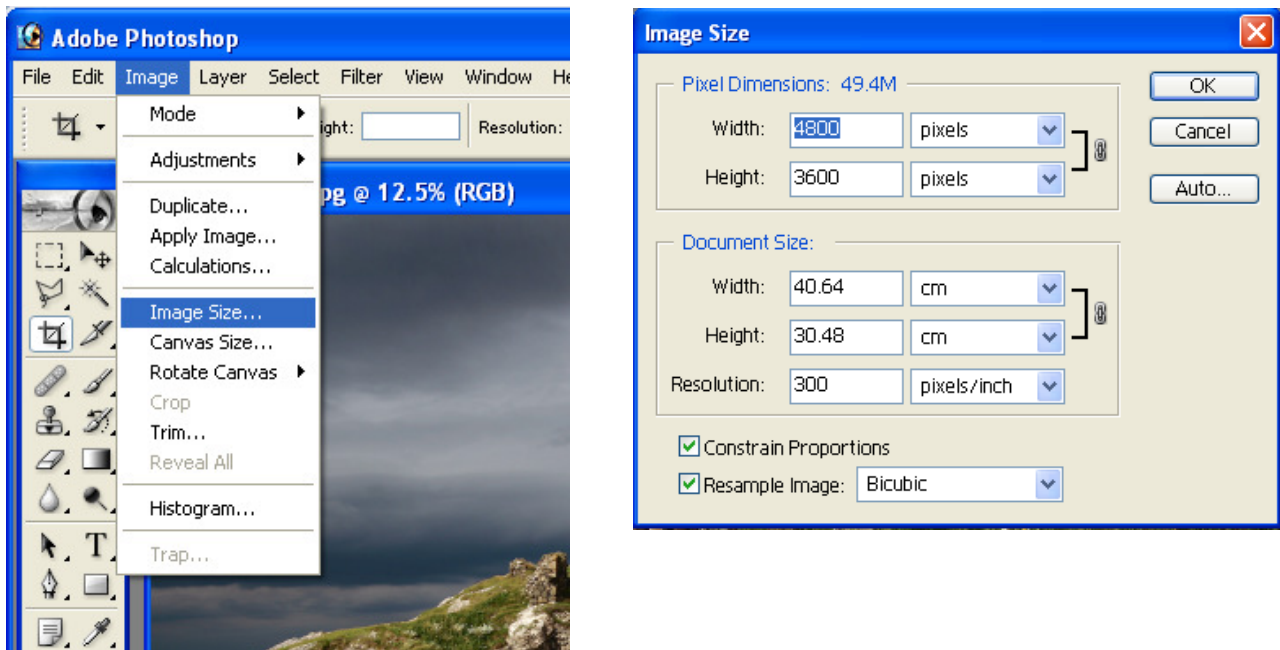 Adobe Photoshop
File Edit Image Layer Select Filter View Window He
ight: Resolution:
pg @ 12.5% (RGB)
Mode
Adjustments
Duplicate...
Apply Image...
Calculations...
Image Size...
Canvas Size...
Rotate Canvas
Crop
Trim...
Reveal All
Histogram...
Trap...
T
Image Size
Pixel Dimensions: 49.4M
Width: 4800 pixels
Height: 3600 pixels
Document Size:
Width: 40.64 cm
Height: 30.48 cm
Resolution: 300 pixels/inch
Constrain Proportions
Resample Image: Bicubic
OK
Cancel
Auto...